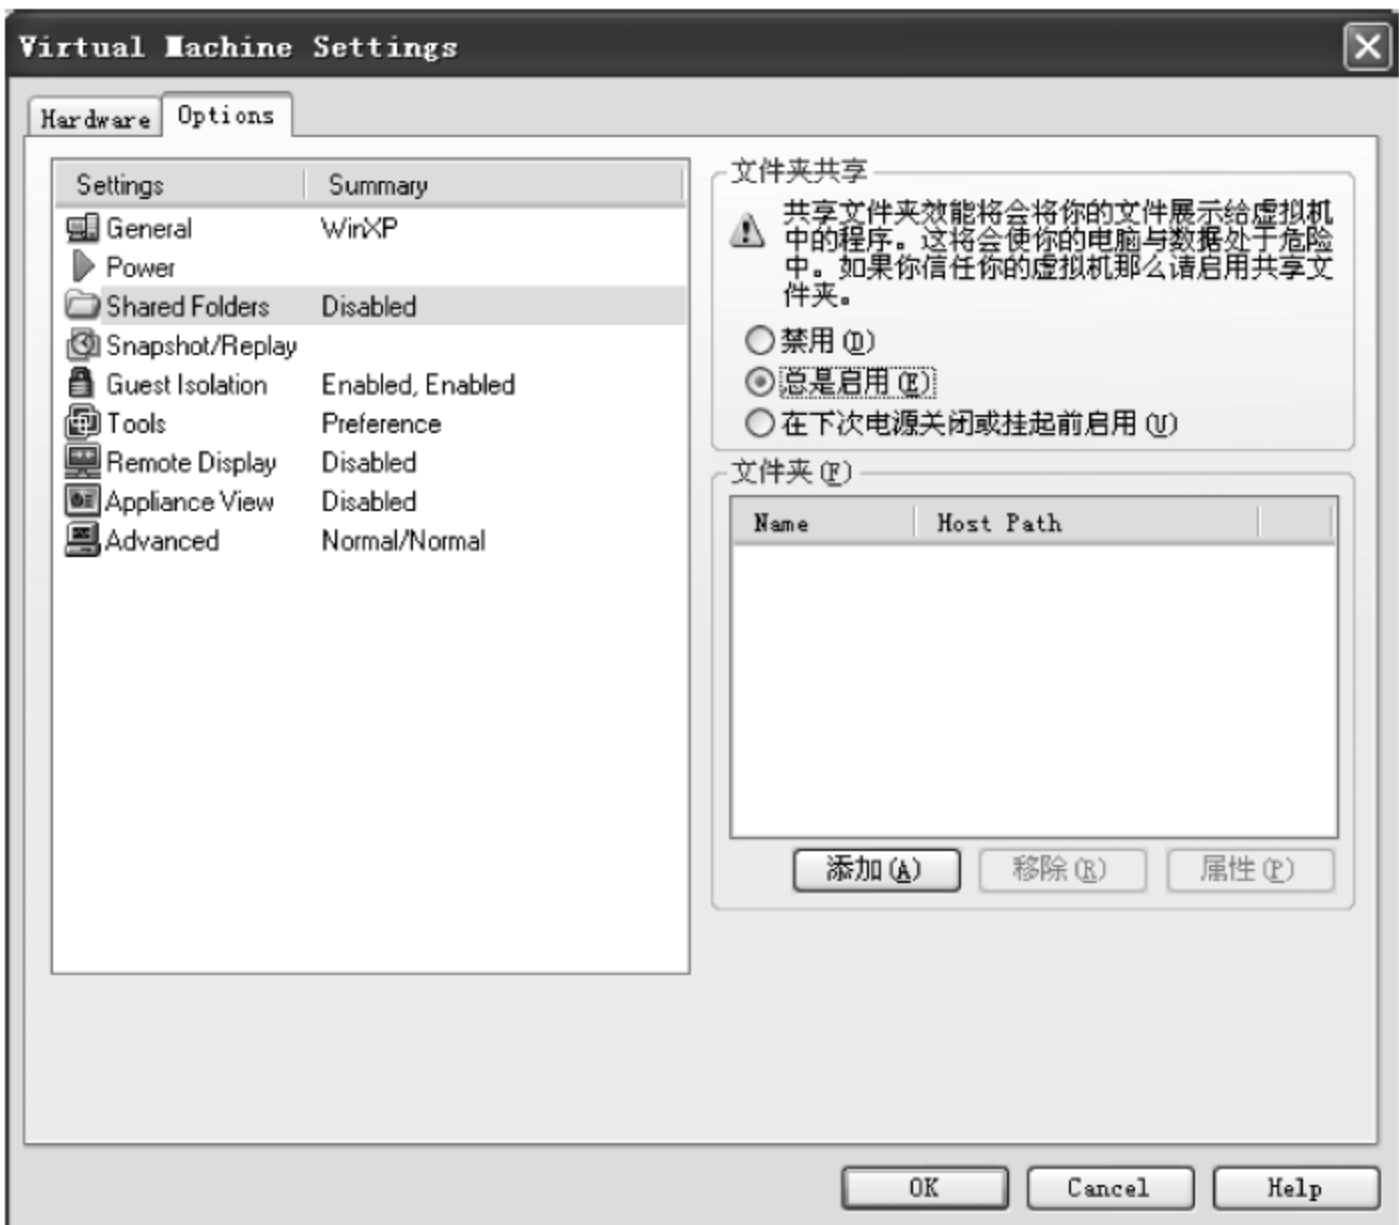 Virtual Machine Settings
Hardware Options
Settings Summary
General WinXP
Power
Shared Folders Disabled
Snapshot/Replay
Guest Isolation Enabled, Enabled
Tools Preference
Remote Display Disabled
Appliance View Disabled
Advanced Normal/Normal
文件夹共享
共享文件夹效能将会将你的文件展示给虚拟机
中的程序。这将会使你的电脑与数据处于危险
中。如果你信任你的虚拟机那么请启用共享文
件夹。
禁用(D)
总是启用(E)
在下次电源关闭或挂起前启用(U)
文件夹(F)
Name Host Path
添加(A) 移除(R) 属性(P)
OK Cancel Help